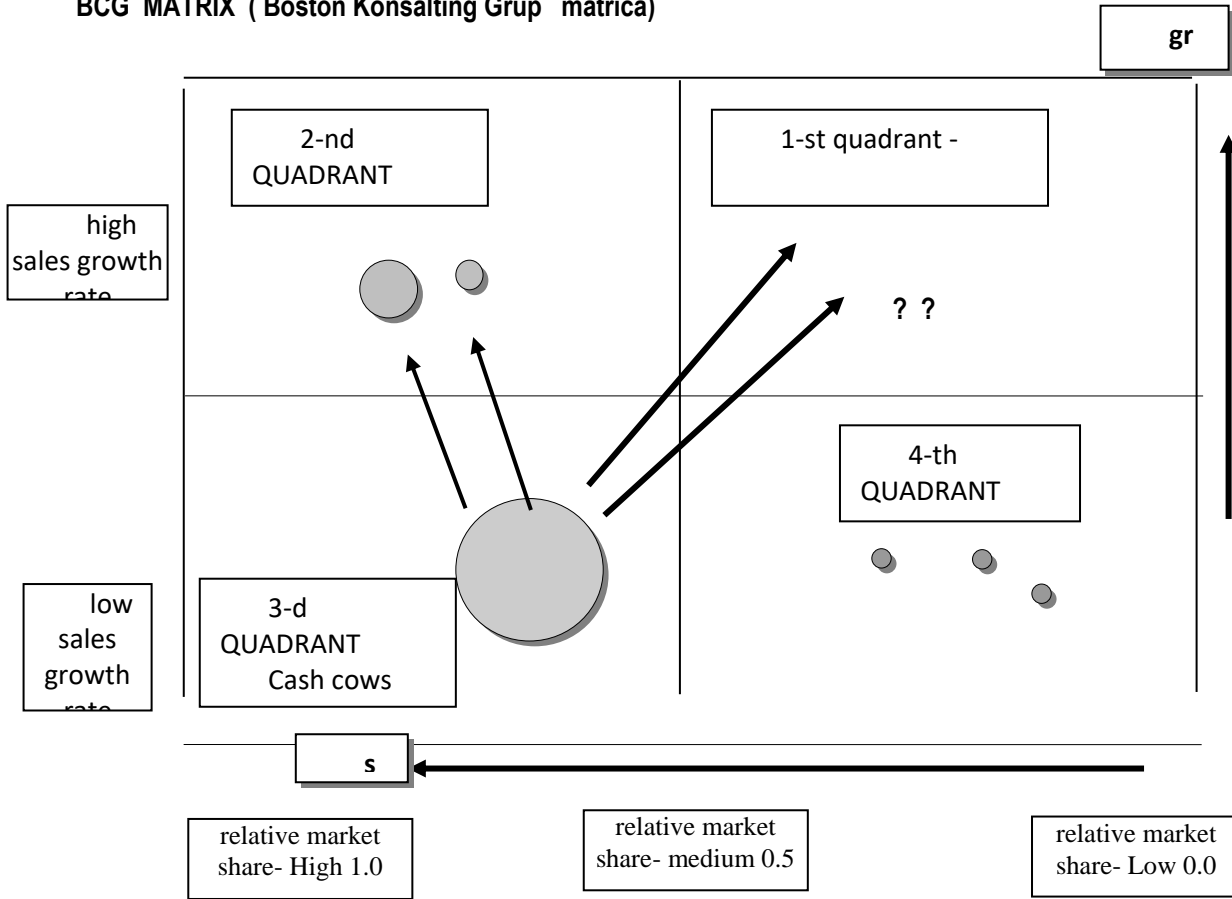 BCG MATRIX ( Boston Konsalting Grup matrica)
gr
2-nd
QUADRANT
1-st quadrant -
high
sales growth
rate
? ?
4-th
QUADRANT
low
sales
growth
rate
3-d
QUADRANT
Cash cows
s
relative market
share- High 1.0
relative market
share- medium 0.5
relative market
share- Low 0.0